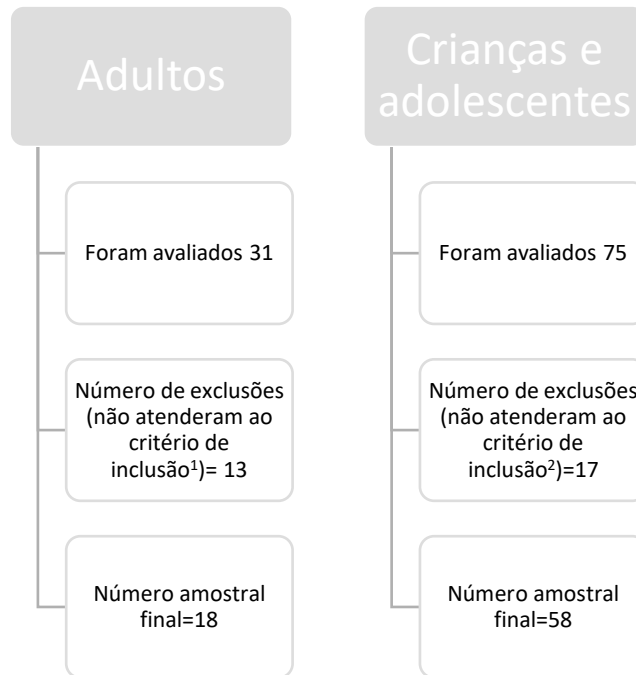 Adultos
Foram avaliados 31
Número de exclusões
(não atenderam ao
critério de
inclusão¹)= 13
Número amostral
final=18
Crianças e
adolescentes
Foram avaliados 75
Número de exclusões
(não atenderam ao
critério de
inclusão²)=17
Número amostral
final=58